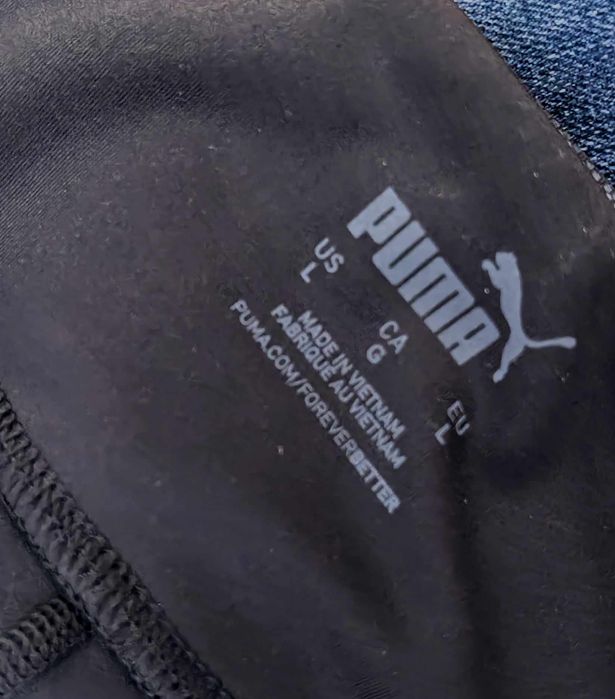 PUMA
US CA EU
L G L
MADE IN VIETNAM
FABRIQUÉ AU VIETNAM
PUMA.COM/FOREVERBETTER